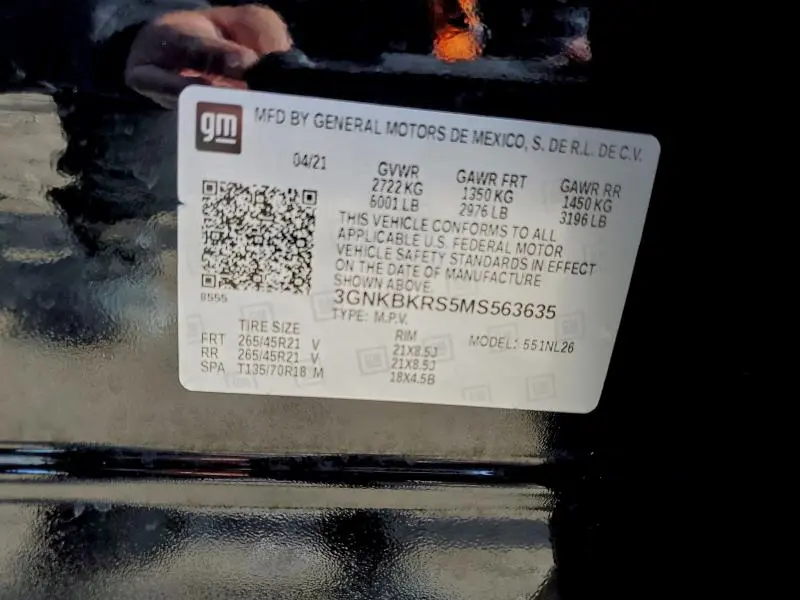 gm
MFD BY GENERAL MOTORS DE MEXICO, S. DE R.L. DE C.V.
04/21 GVWR GAWR FRT GAWR RR
2722 KG 1350 KG 1450 KG
6001 LB 2976 LB 3196 LB
THIS VEHICLE CONFORMS TO ALL
APPLICABLE U.S. FEDERAL MOTOR
VEHICLE SAFETY STANDARDS IN EFFECT
ON THE DATE OF MANUFACTURE
SHOWN ABOVE.
8555
3GNKBKRS5MS563635
TYPE: M.P.V.
TIRE SIZE RIM MODEL: 551NL26
FRT 265/45R21 V 21X8.5J
RR 265/45R21 V 21X8.5J
SPA T135/70R18 M 18X4.5B